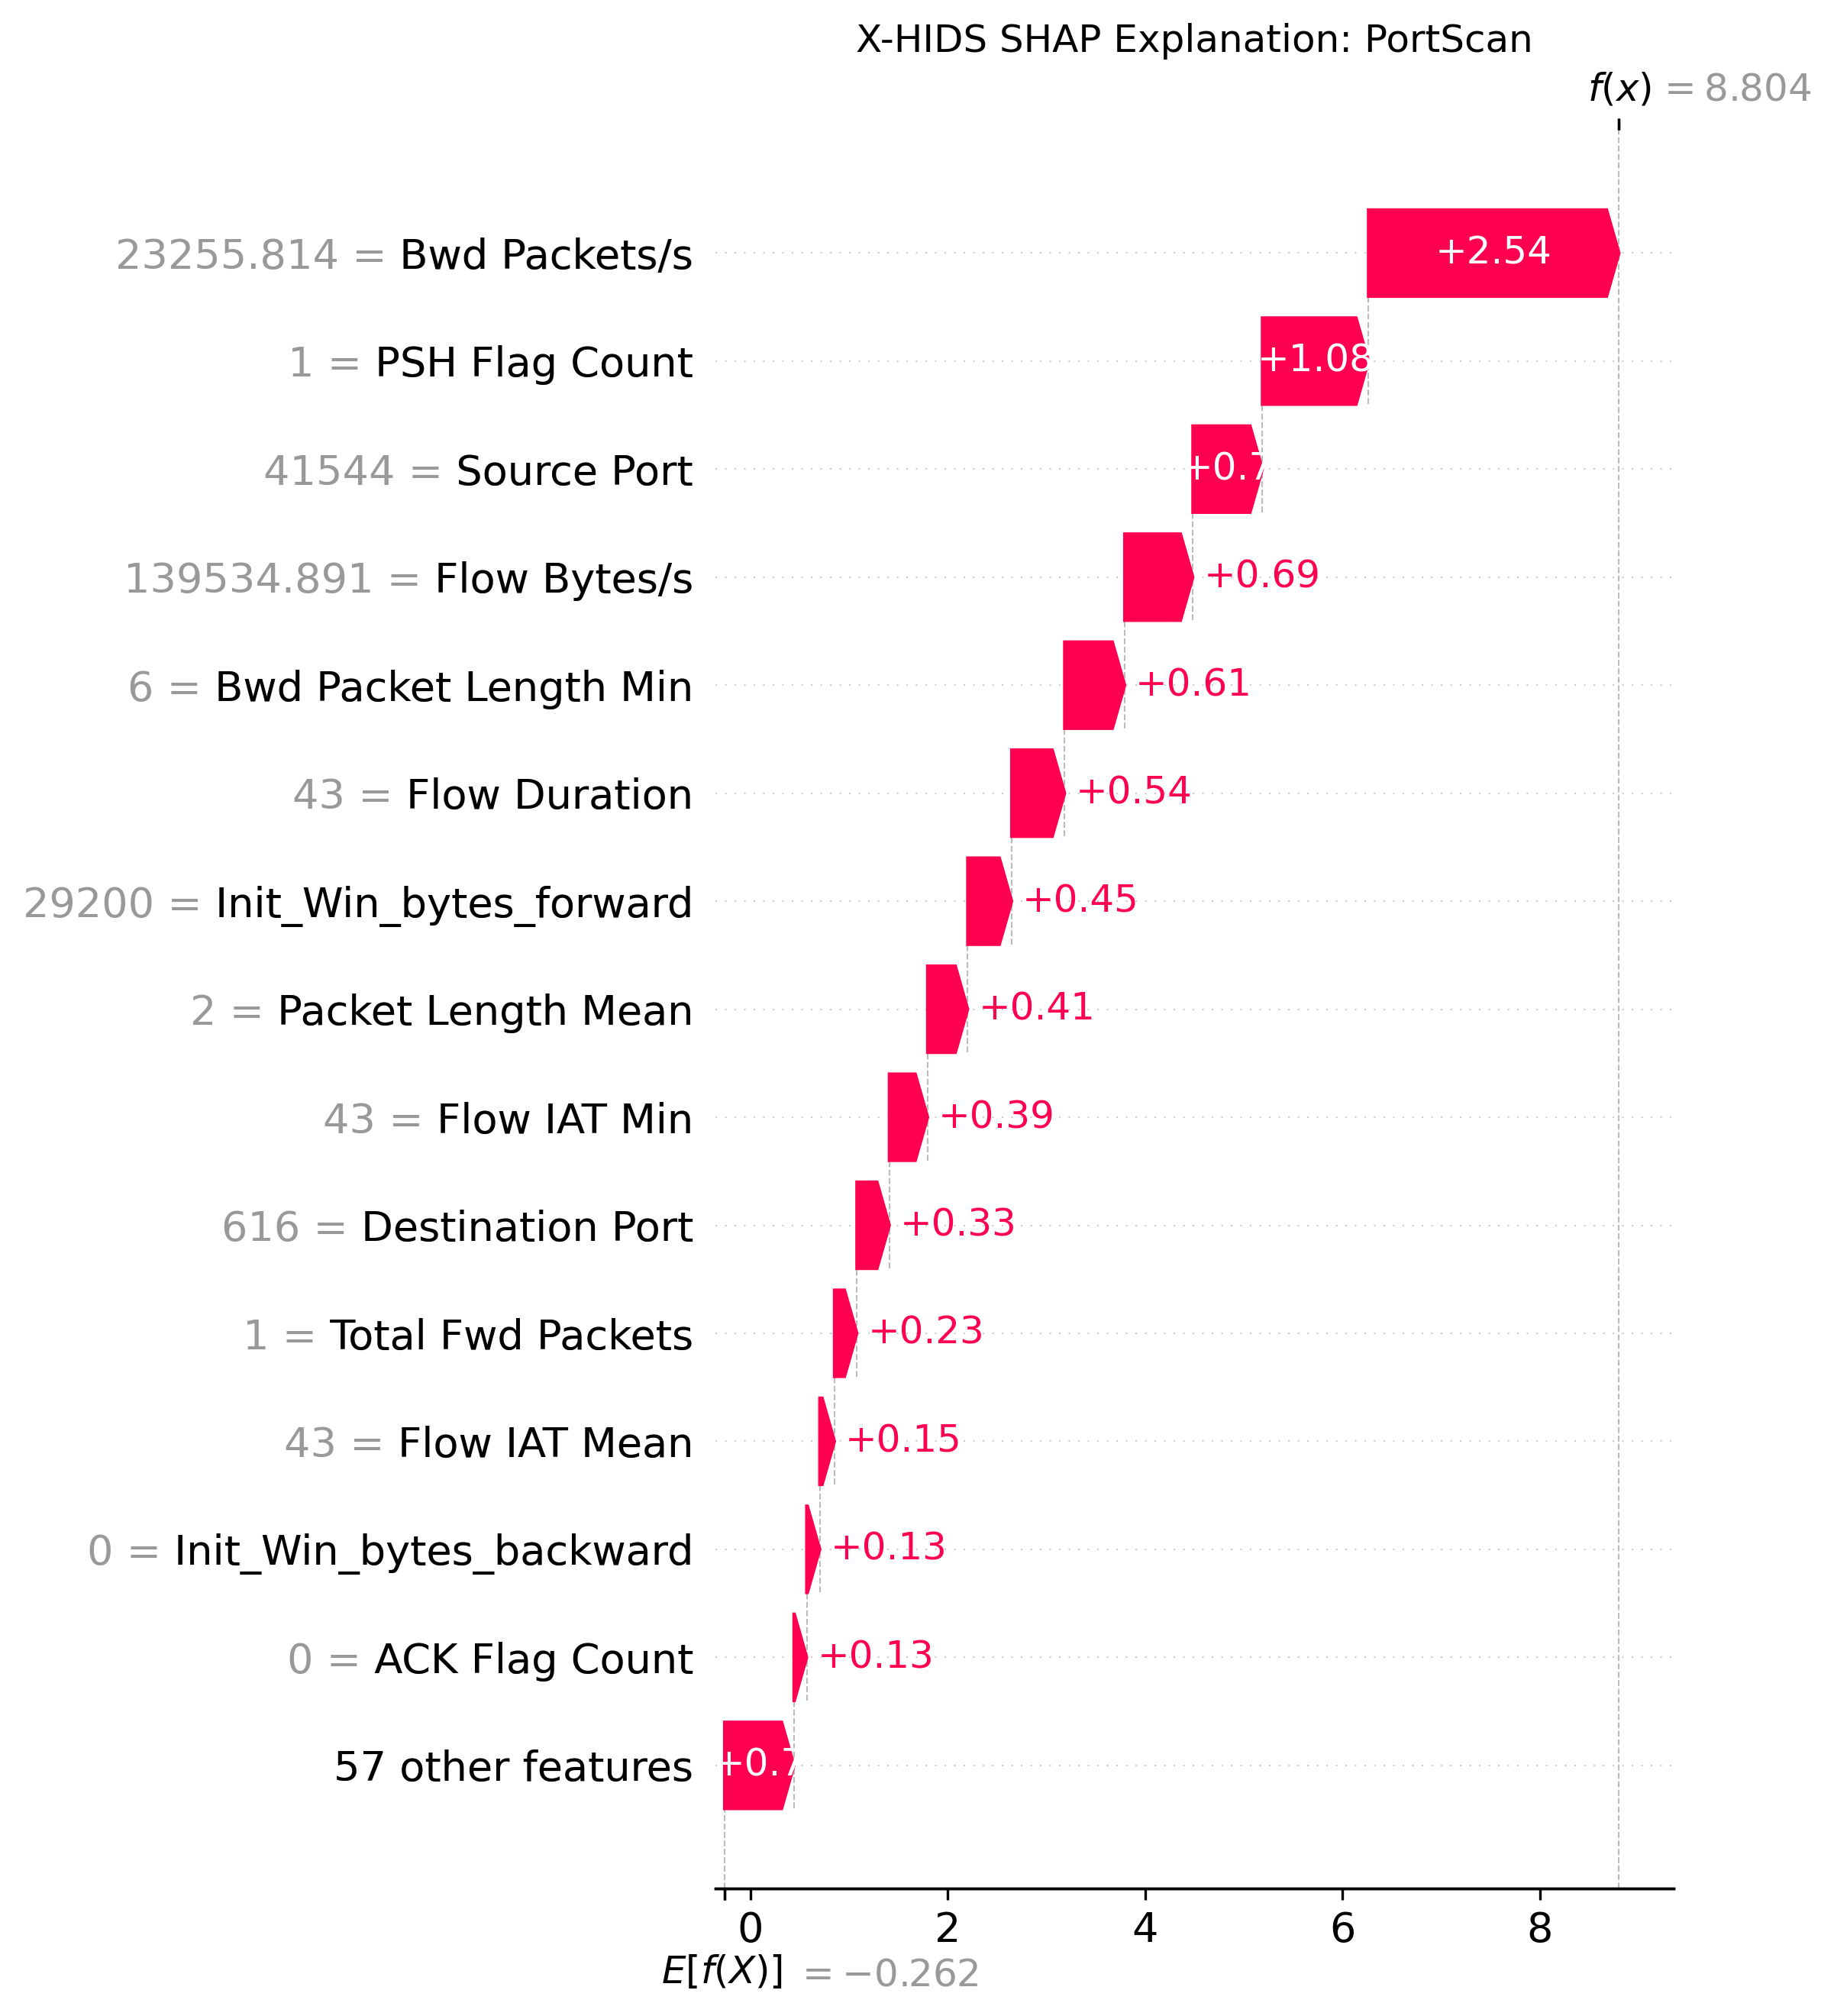 X-HIDS SHAP Explanation: PortScan
f(x) = 8.804
23255.814 = Bwd Packets/s +2.54
1 = PSH Flag Count +1.08
41544 = Source Port +0.7
139534.891 = Flow Bytes/s +0.69
6 = Bwd Packet Length Min +0.61
43 = Flow Duration +0.54
29200 = Init_Win_bytes_forward +0.45
2 = Packet Length Mean +0.41
43 = Flow IAT Min +0.39
616 = Destination Port +0.33
1 = Total Fwd Packets +0.23
43 = Flow IAT Mean +0.15
0 = Init_Win_bytes_backward +0.13
0 = ACK Flag Count +0.13
57 other features +0.7
0 2 4 6 8
E[f(X)] = −0.262